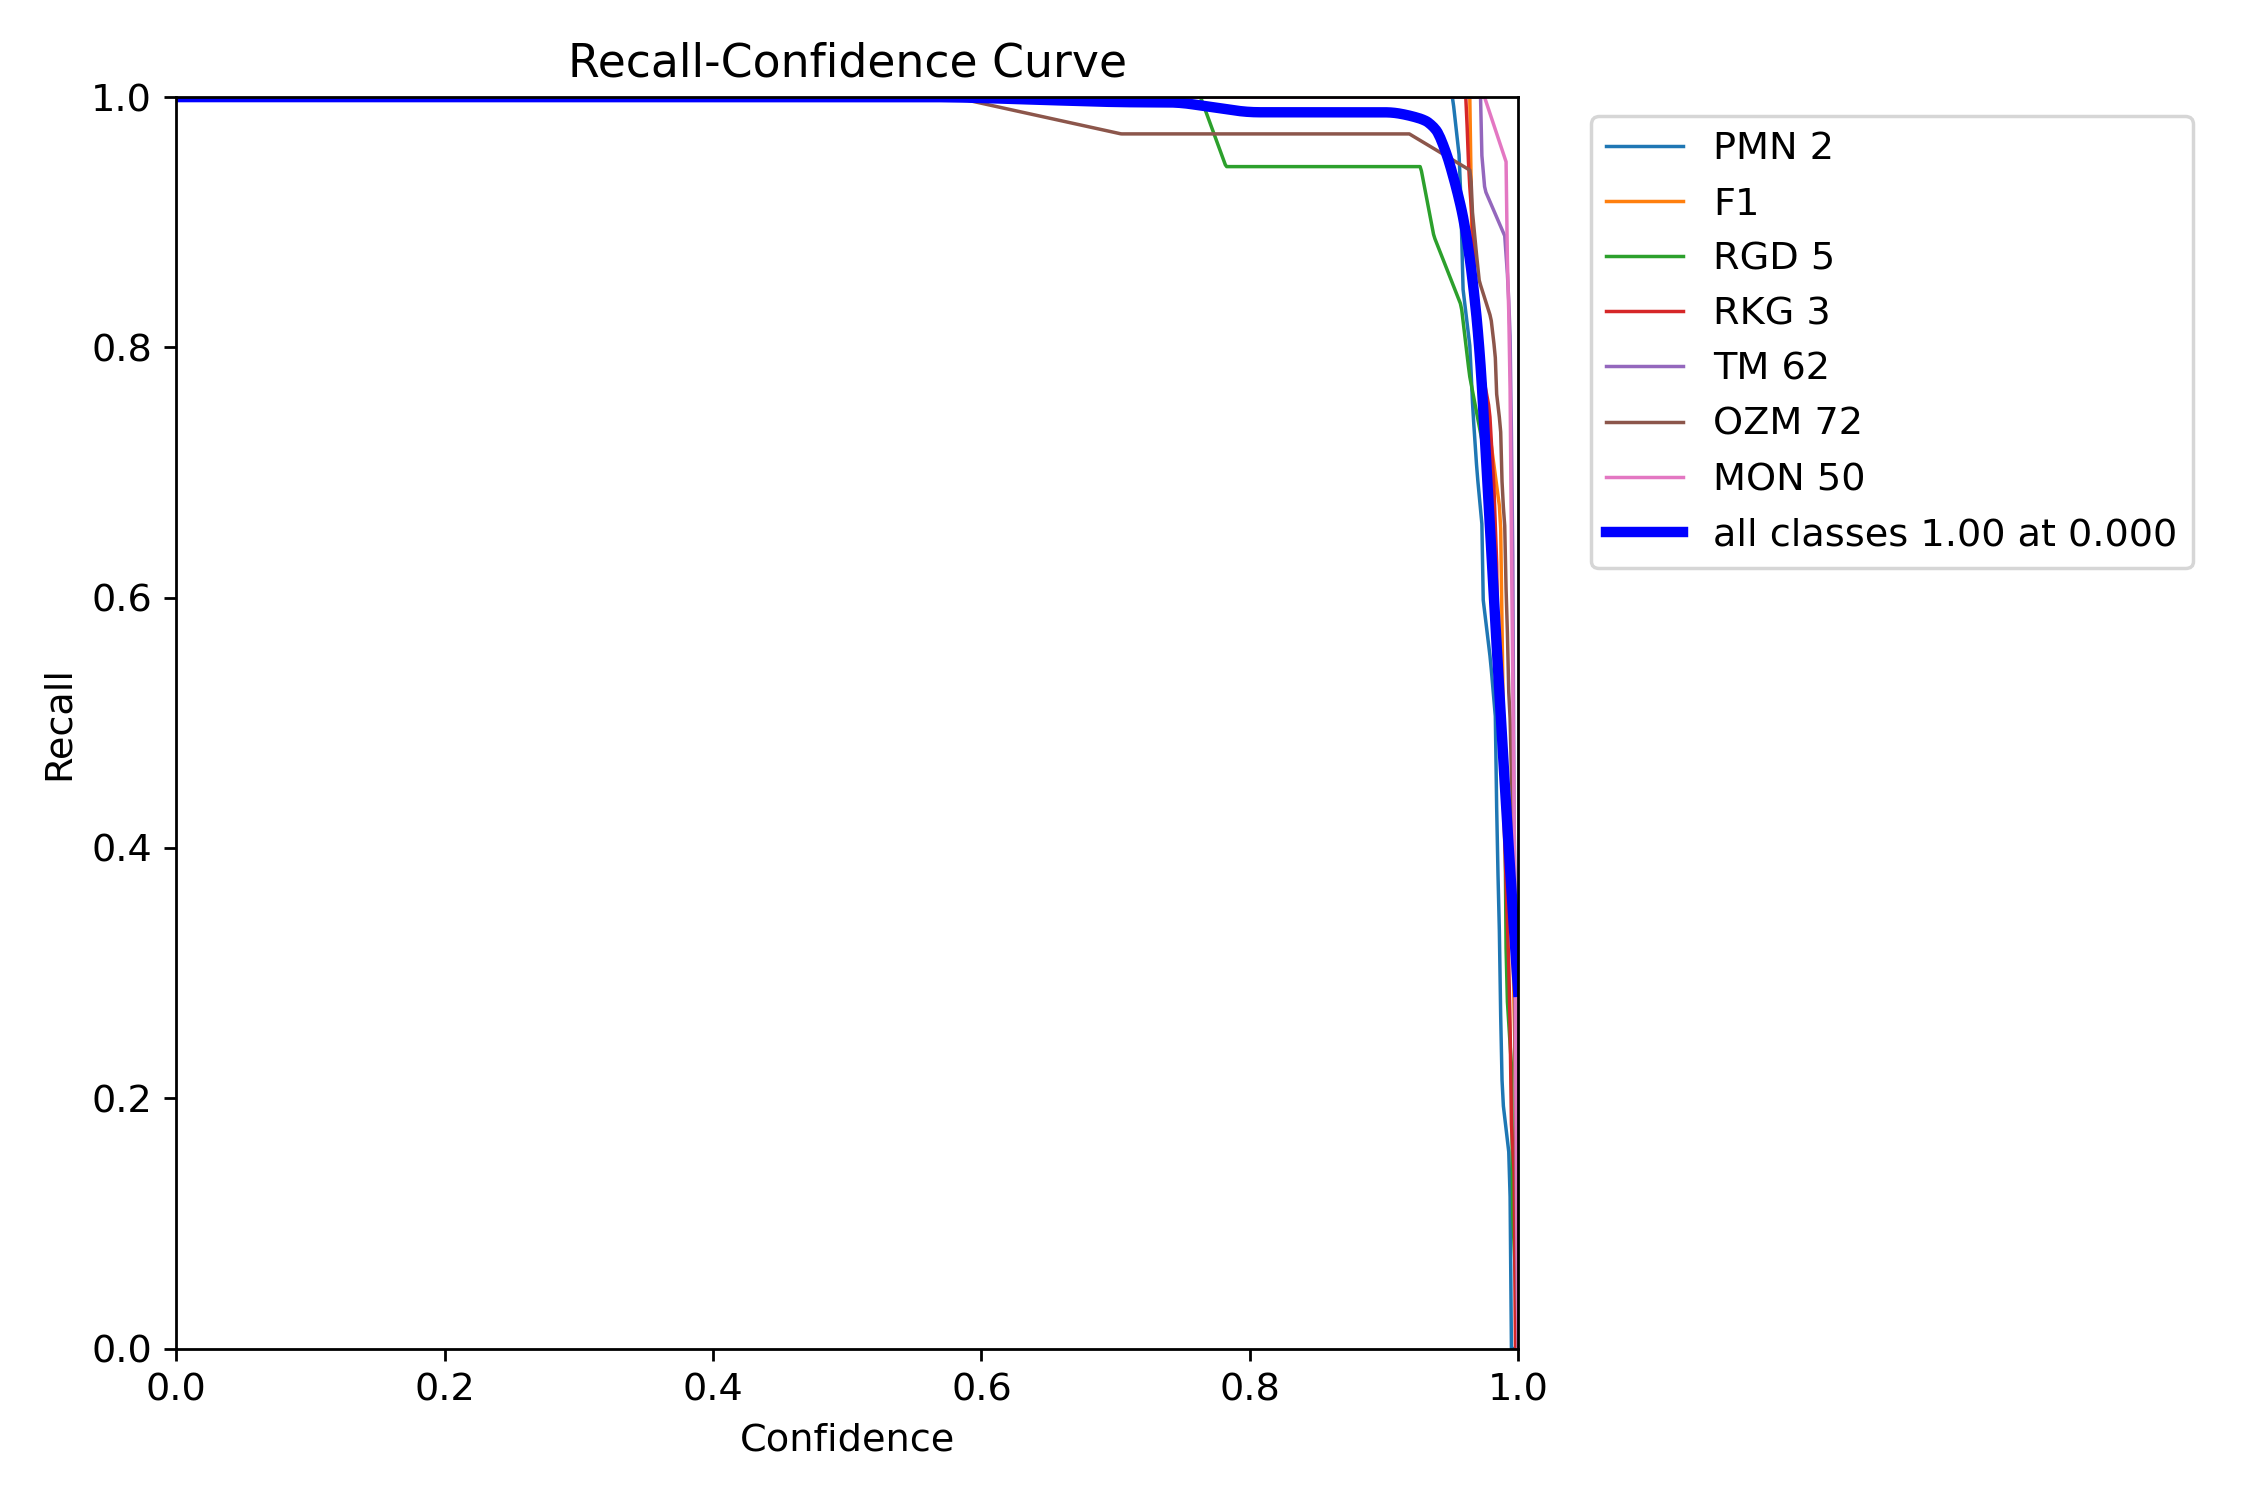 Recall-Confidence Curve
1.0
0.8
0.6
0.4
0.2
0.0
Recall
0.0 0.2 0.4 0.6 0.8 1.0
Confidence
PMN 2
F1
RGD 5
RKG 3
TM 62
OZM 72
MON 50
all classes 1.00 at 0.000